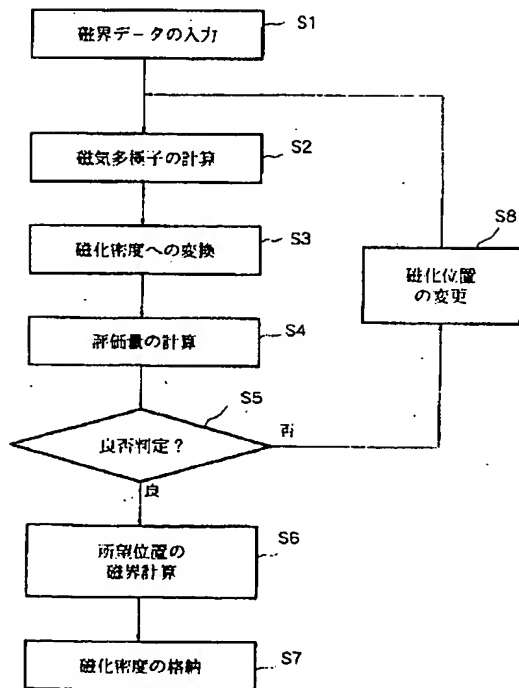 磁界データの入力
S1
磁気多極子の計算
S2
磁化密度への変換
S3
評価量の計算
S4
良否判定?
S5
否
良
磁化位置
の変更
S8
所望位置の
磁界計算
S6
磁化密度の格納
S7